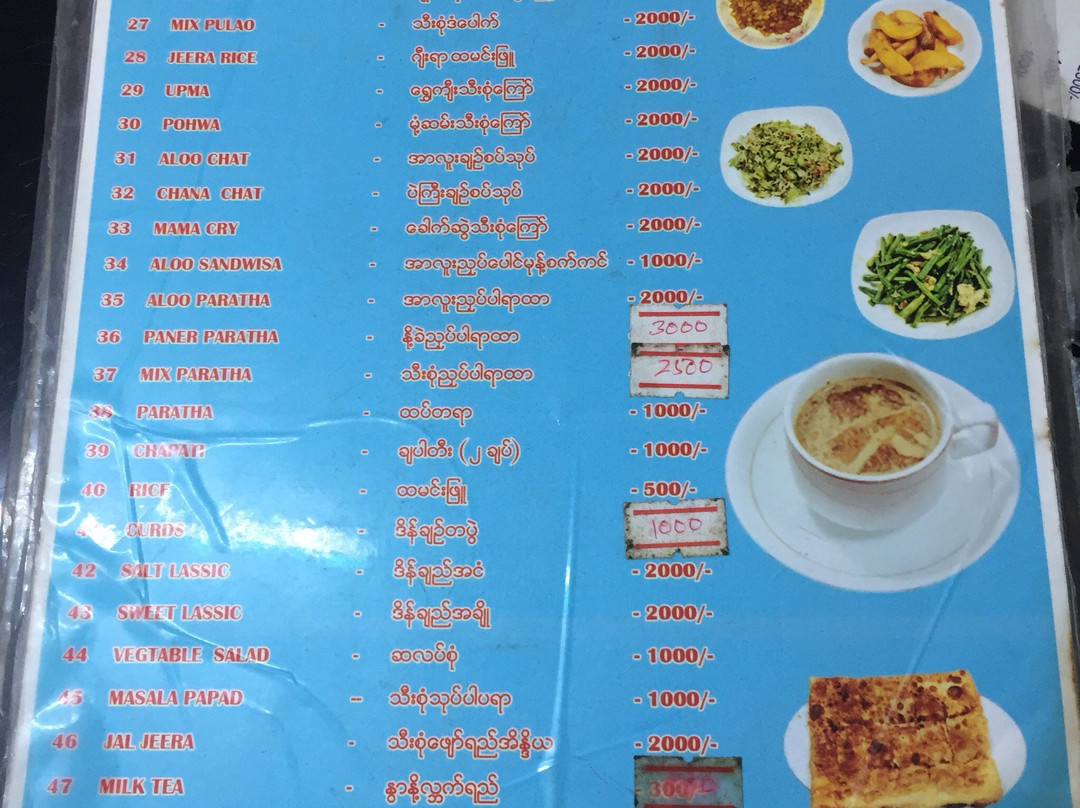 27 MIX PULAO - သီးစုံဒံပေါက် - 2000/-
28 JEERA RICE - ဂျီးရာထမင်းဖြူ - 2000/-
29 UPMA - ရွှေကျီးသီးစုံကြော် - 2000/-
30 POHWA - မုံ့ဆမ်းသီးစုံကြော် - 2000/-
31 ALOO CHAT - အာလူးချဉ်စပ်သုပ် - 2000/-
32 CHANA CHAT - ပဲကြီးချဉ်စပ်သုပ် - 2000/-
33 MAMA CRY - ခေါက်ဆွဲသီးစုံကြော် - 2000/-
34 ALOO SANDWISA - အာလူးညှပ်ပေါင်မုန့်စက်ကင် - 1000/-
35 ALOO PARATHA - အာလူးညှပ်ပါရာထာ - 2000/-
36 PANER PARATHA - နို့ခဲညှပ်ပါရာထာ 3000
37 MIX PARATHA - သီးစုံညှပ်ပါရာထာ 2500
38 PARATHA - ထပ်တရာ - 1000/-
39 CHAPATI - ချပါတီး (၂ ချပ်) - 1000/-
40 RICE - ထမင်းဖြူ - 500/-
CURDS - ဒိန်ချဉ်တပွဲ 1000
42 SALT LASSIC - ဒိန်ချည်အငံ - 2000/-
43 SWEET LASSIC - ဒိန်ချည်အချို - 2000/-
44 VEGTABLE SALAD - ဆလပ်စုံ - 1000/-
45 MASALA PAPAD -- သီးစုံသုပ်ပါပရာ - 1000/-
46 JAL JEERA - သီးစုံဖျော်ရည်အိန္ဒိယ - 2000/-
47 MILK TEA - နွားနို့လ္ဘက်ရည်